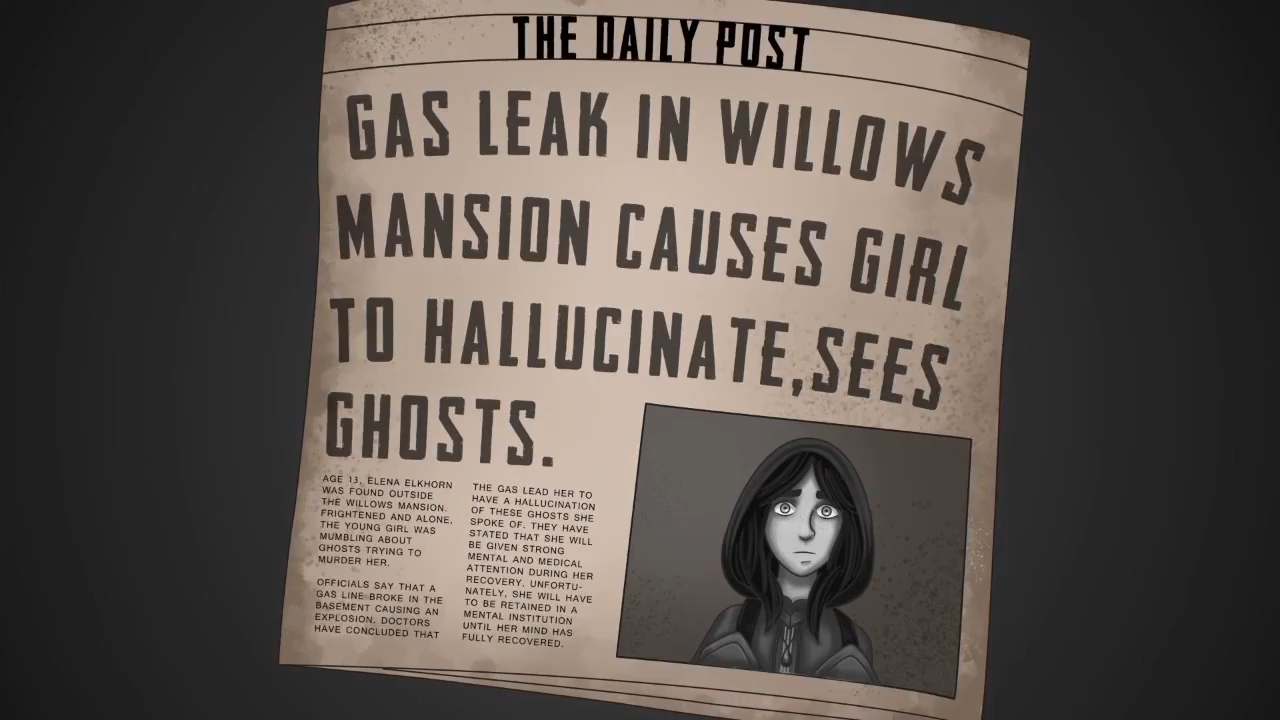 THE DAILY POST
GAS LEAK IN WILLOWS
MANSION CAUSES GIRL
TO HALLUCINATE,SEES
GHOSTS.
AGE 13, ELENA ELKHORN
WAS FOUND OUTSIDE
THE WILLOWS MANSION.
FRIGHTENED AND ALONE,
THE YOUNG GIRL WAS
MUMBLING ABOUT
GHOSTS TRYING TO
MURDER HER.
OFFICIALS SAY THAT A
GAS LINE BROKE IN THE
BASEMENT CAUSING AN
EXPLOSION. DOCTORS
HAVE CONCLUDED THAT
THE GAS LEAD HER TO
HAVE A HALLUCINATION
OF THESE GHOSTS SHE
SPOKE OF. THEY HAVE
STATED THAT SHE WILL
BE GIVEN STRONG
MENTAL AND MEDICAL
ATTENTION DURING HER
RECOVERY. UNFORTU-
NATELY, SHE WILL HAVE
TO BE RETAINED IN A
MENTAL INSTITUTION
UNTIL HER MIND HAS
FULLY RECOVERED.